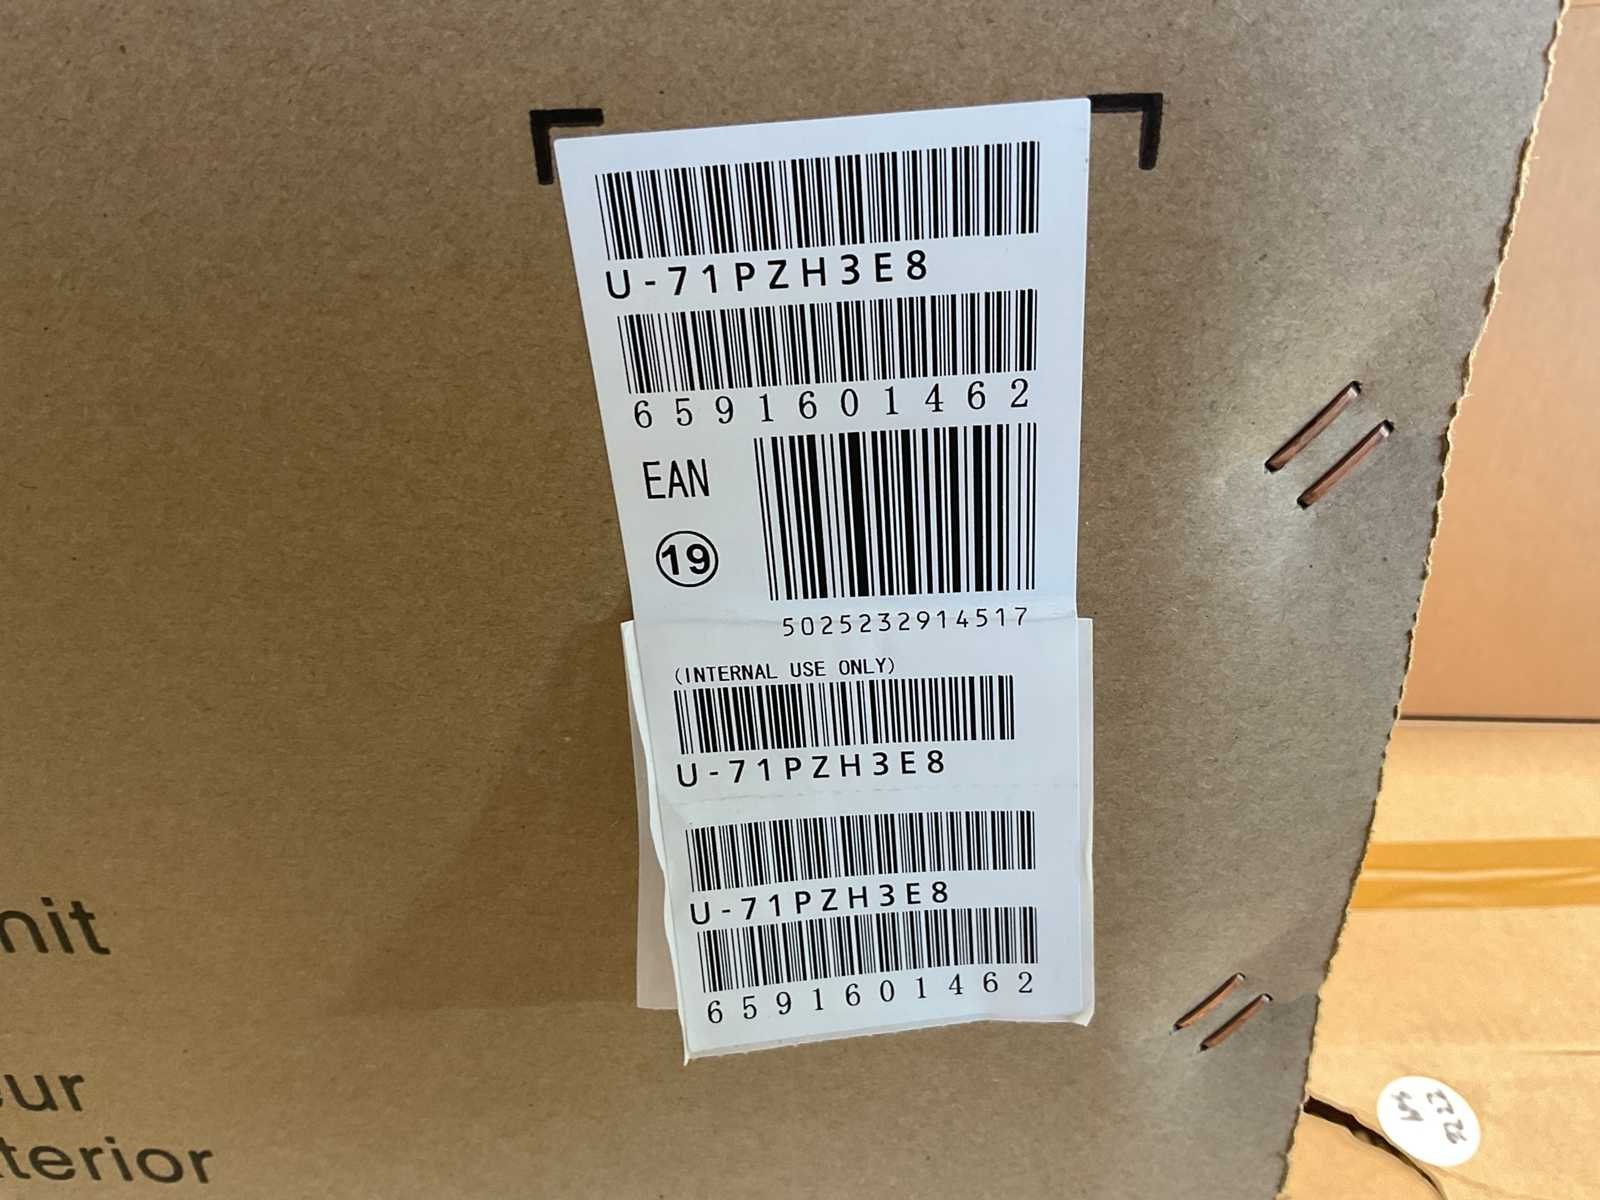 U-71PZH3E8
6591601462
EAN
19
5025232914517
(INTERNAL USE ONLY)
U-71PZH3E8
U-71PZH3E8
6591601462
nit
eur
terior